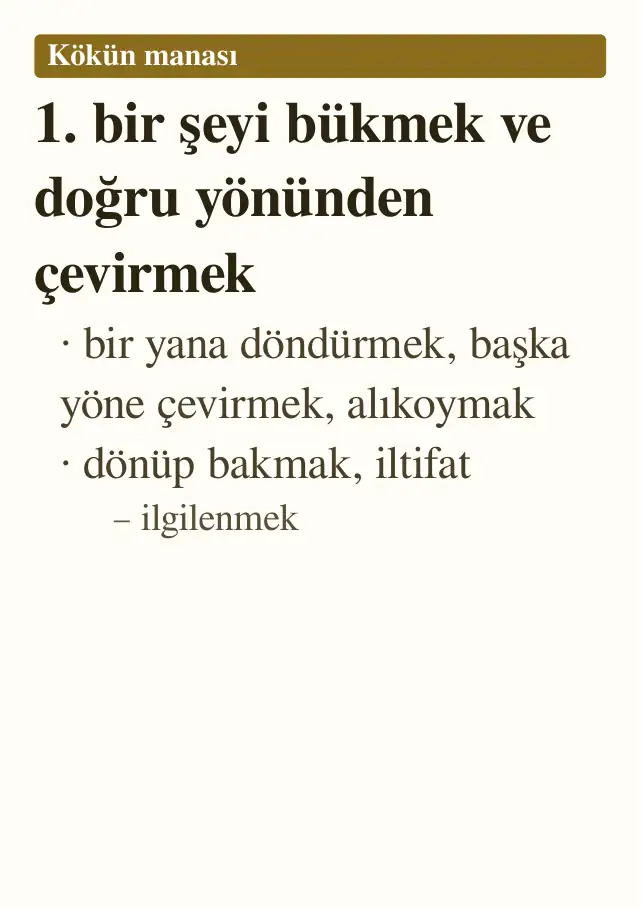 Kökün manası
1. bir şeyi bükmek ve
doğru yönünden
çevirmek
· bir yana döndürmek, başka
yöne çevirmek, alıkoymak
· dönüp bakmak, iltifat
– ilgilenmek